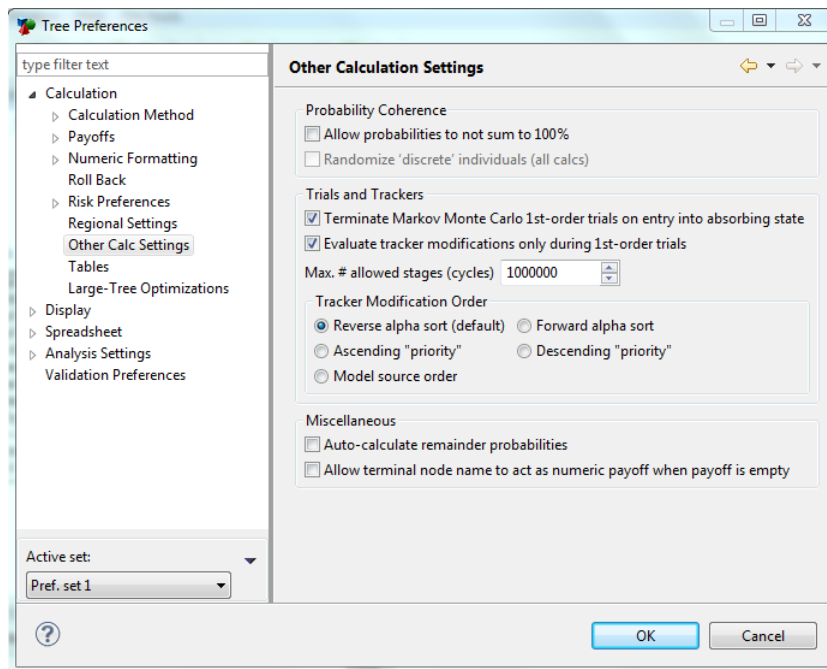 Tree Preferences
type filter text
Calculation
Calculation Method
Payoffs
Numeric Formatting
Roll Back
Risk Preferences
Regional Settings
Other Calc Settings
Tables
Large-Tree Optimizations
Display
Spreadsheet
Analysis Settings
Validation Preferences
Active set:
Pref. set 1
Other Calculation Settings
Probability Coherence
Allow probabilities to not sum to 100%
Randomize 'discrete' individuals (all calcs)
Trials and Trackers
Terminate Markov Monte Carlo 1st-order trials on entry into absorbing state
Evaluate tracker modifications only during 1st-order trials
Max. # allowed stages (cycles) 1000000
Tracker Modification Order
Reverse alpha sort (default) Forward alpha sort
Ascending "priority" Descending "priority"
Model source order
Miscellaneous
Auto-calculate remainder probabilities
Allow terminal node name to act as numeric payoff when payoff is empty
? OK Cancel